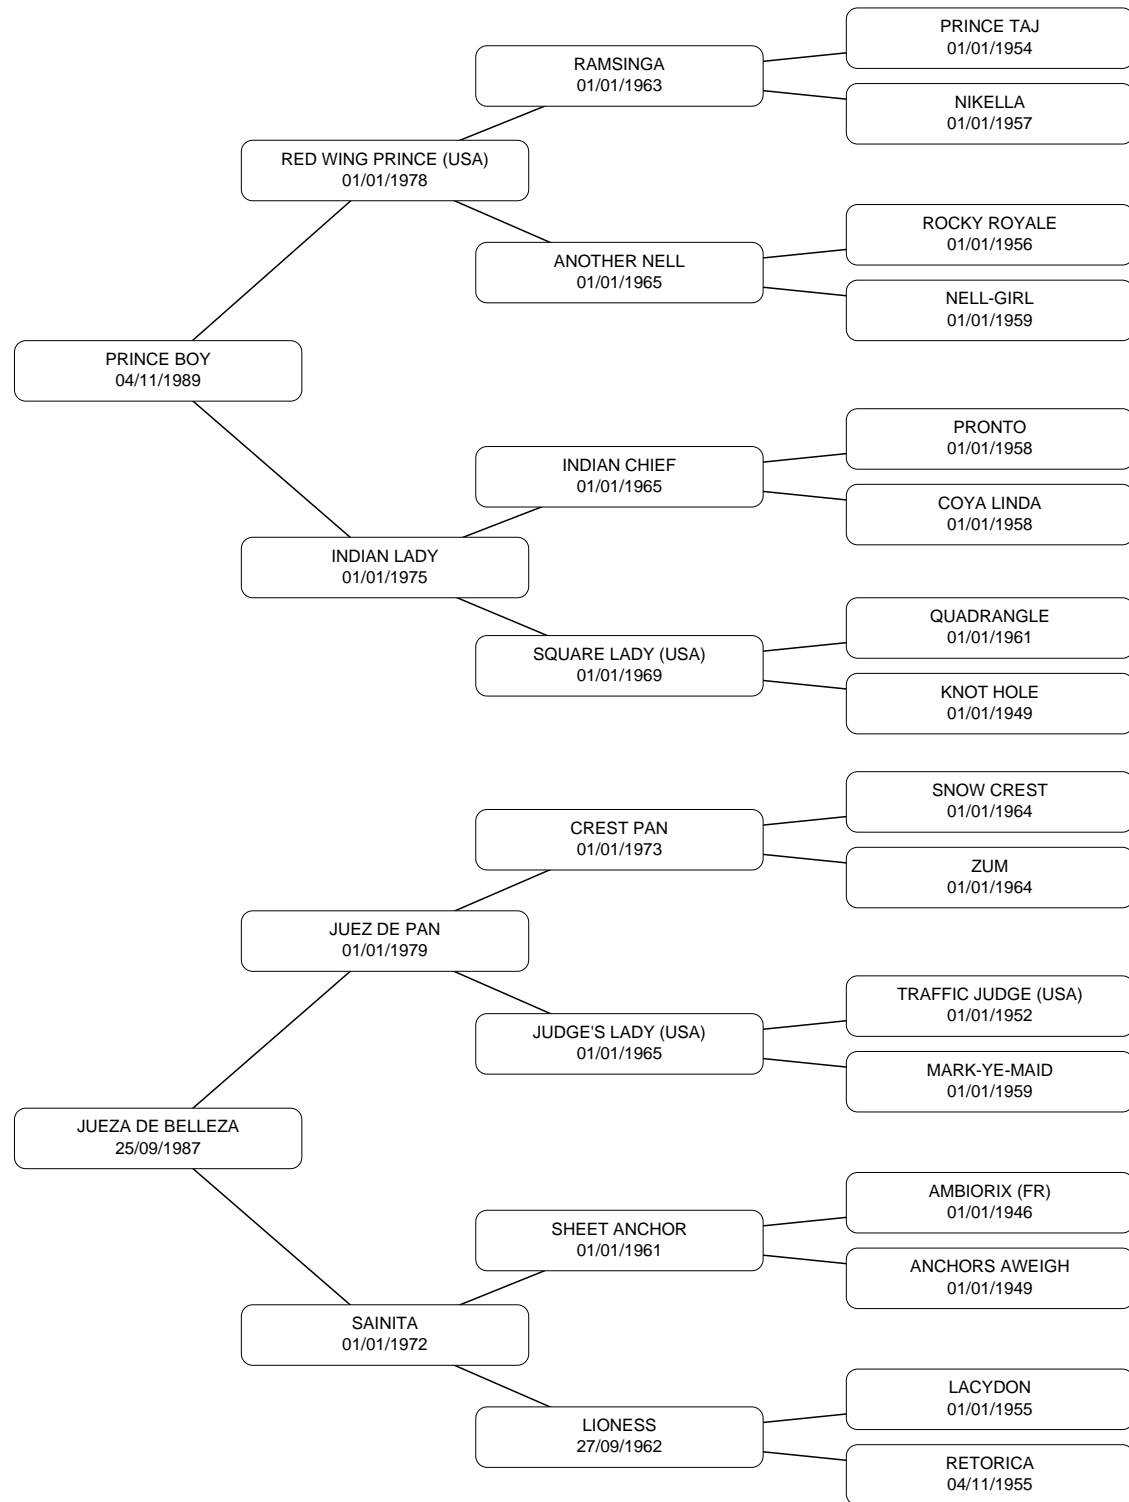 PRINCE TAJ
01/01/1954
RAMSINGA
01/01/1963
NIKELLA
01/01/1957
RED WING PRINCE (USA)
01/01/1978
ROCKY ROYALE
01/01/1956
ANOTHER NELL
01/01/1965
NELL-GIRL
01/01/1959
PRINCE BOY
04/11/1989
PRONTO
01/01/1958
INDIAN CHIEF
01/01/1965
COYA LINDA
01/01/1958
INDIAN LADY
01/01/1975
QUADRANGLE
01/01/1961
SQUARE LADY (USA)
01/01/1969
KNOT HOLE
01/01/1949
SNOW CREST
01/01/1964
CREST PAN
01/01/1973
ZUM
01/01/1964
JUEZ DE PAN
01/01/1979
TRAFFIC JUDGE (USA)
01/01/1952
JUDGE'S LADY (USA)
01/01/1965
MARK-YE-MAID
01/01/1959
JUEZA DE BELLEZA
25/09/1987
AMBIORIX (FR)
01/01/1946
SHEET ANCHOR
01/01/1961
ANCHORS AWEIGH
01/01/1949
SAINITA
01/01/1972
LACYDON
01/01/1955
LIONESS
27/09/1962
RETORICA
04/11/1955